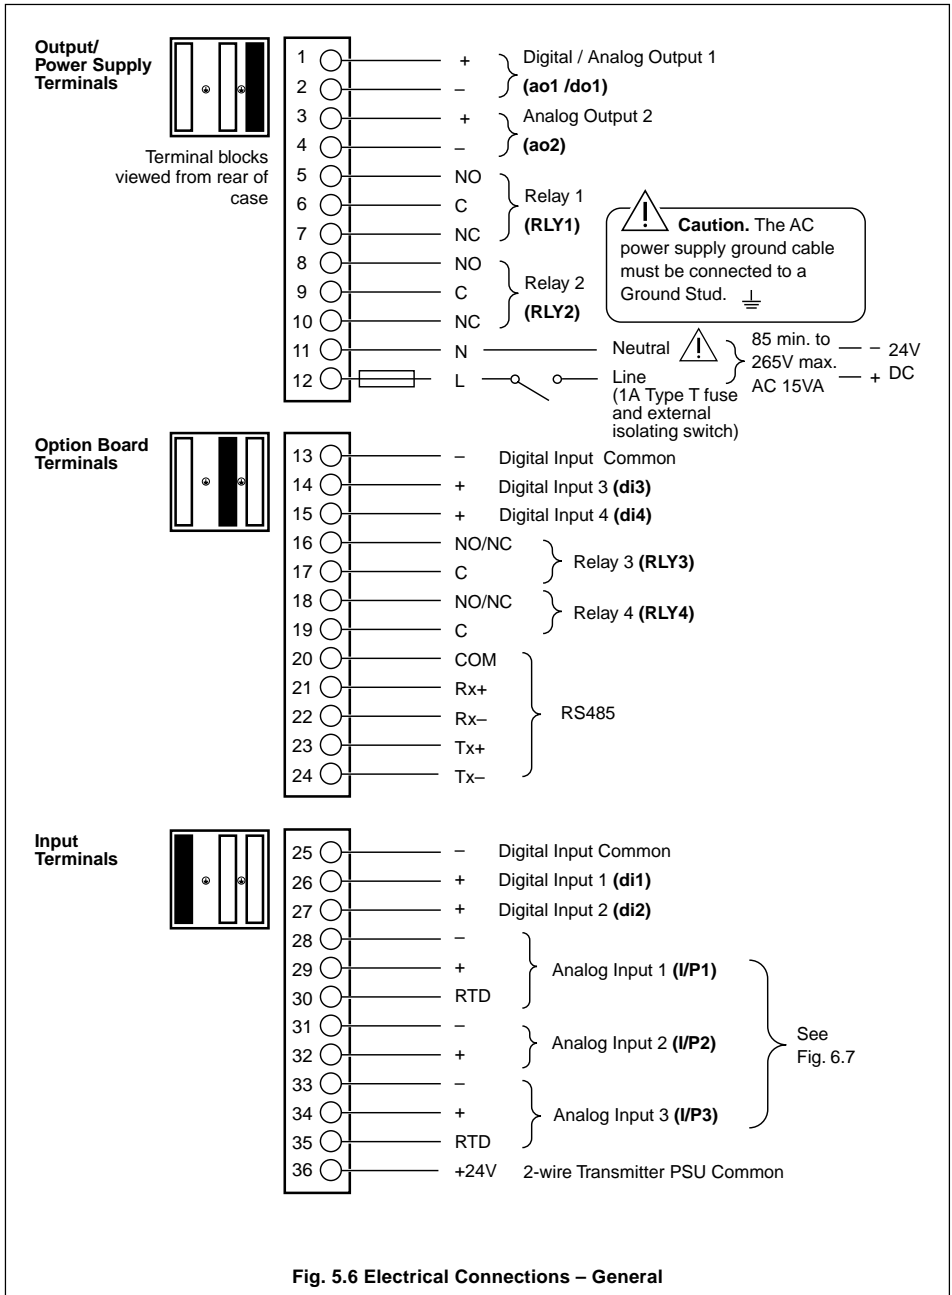 Output/
Power Supply
Terminals
Terminal blocks
viewed from rear of
case
1 + Digital / Analog Output 1
2 – (ao1 /do1)
3 + Analog Output 2
4 – (ao2)
5 NO
6 C Relay 1
7 NC (RLY1)
8 NO
9 C Relay 2
10 NC (RLY2)
Caution. The AC
power supply ground cable
must be connected to a
Ground Stud.
11 N Neutral
12 L Line
(1A Type T fuse
and external
isolating switch)
85 min. to
265V max.
AC 15VA
– 24V
+ DC
Option Board
Terminals
13 – Digital Input Common
14 + Digital Input 3 (di3)
15 + Digital Input 4 (di4)
16 NO/NC
17 C
Relay 3 (RLY3)
18 NO/NC
19 C
Relay 4 (RLY4)
20 COM
21 Rx+
22 Rx– RS485
23 Tx+
24 Tx–
Input
Terminals
25 – Digital Input Common
26 + Digital Input 1 (di1)
27 + Digital Input 2 (di2)
28 –
29 + Analog Input 1 (I/P1)
30 RTD
31 –
32 +
Analog Input 2 (I/P2)
33 –
34 + Analog Input 3 (I/P3)
35 RTD
See
Fig. 6.7
36 +24V 2-wire Transmitter PSU Common
Fig. 5.6 Electrical Connections – General